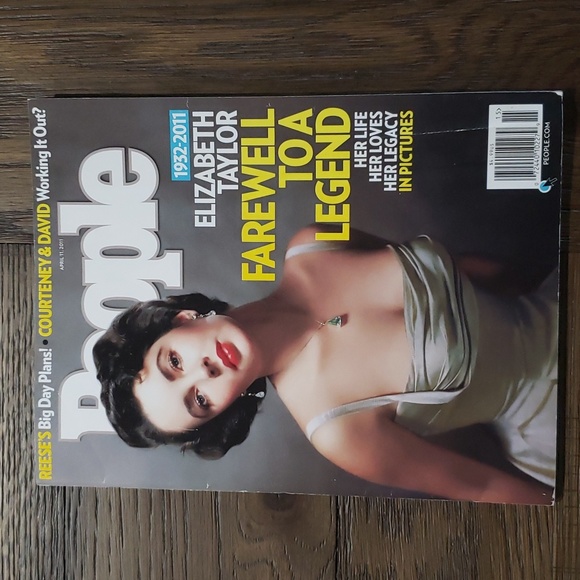 REESE'S Big Day Plans! • COURTENEY & DAVID Working It Out?
People
APRIL 11, 2011
1932-2011
ELIZABETH
TAYLOR
FAREWELL
TO A
LEGEND
HER LIFE
HER LOVES
HER LEGACY
IN PICTURES
15>
PEOPLE.COM